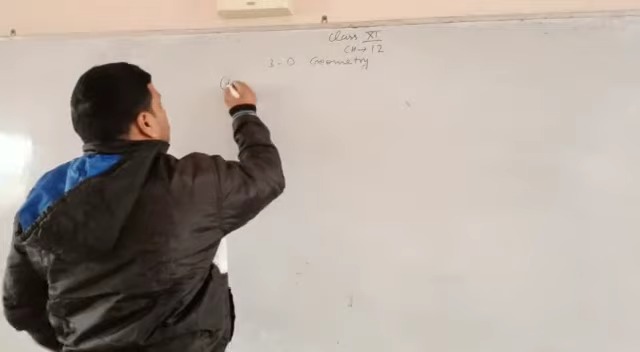 Class XI
CH → 12
3-D Geometry